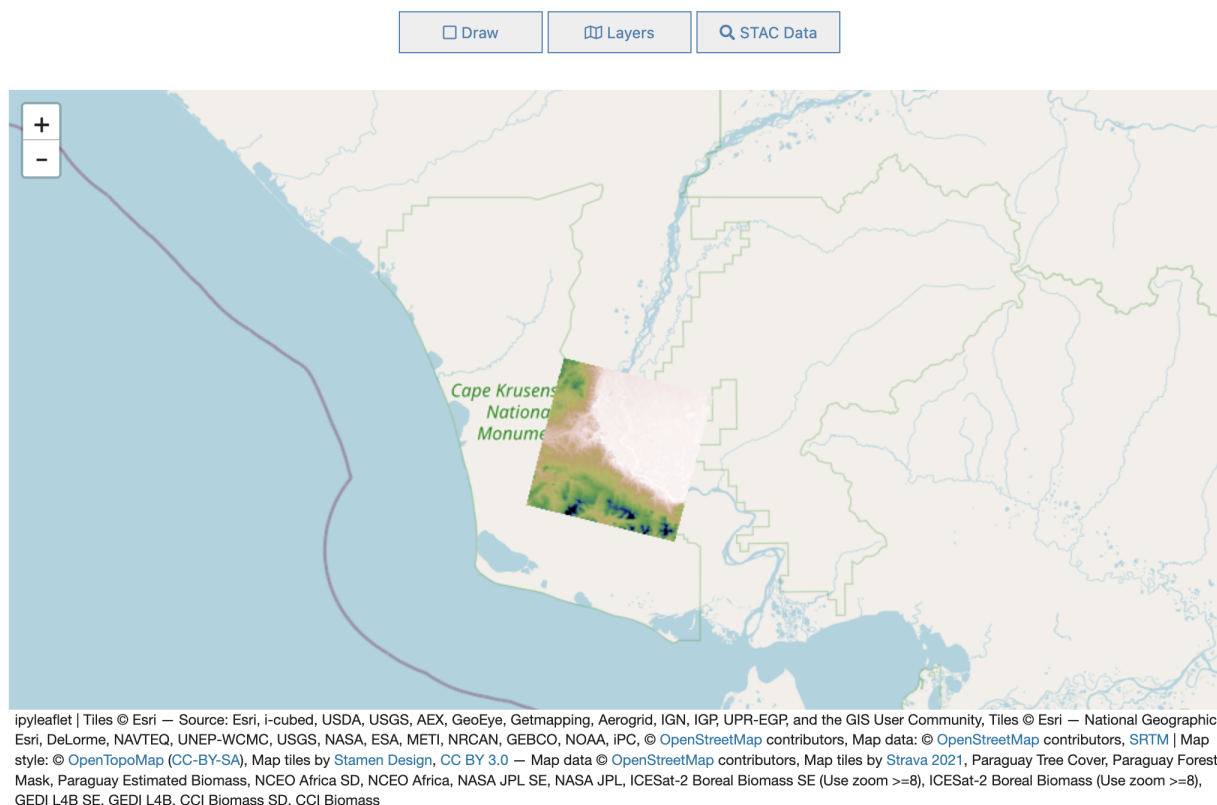 Draw
Layers
STAC Data
+
−
Cape Krusens
Nationa
Monume
ipyleaflet | Tiles © Esri — Source: Esri, i-cubed, USDA, USGS, AEX, GeoEye, Getmapping, Aerogrid, IGN, IGP, UPR-EGP, and the GIS User Community, Tiles © Esri — National Geographic
Esri, DeLorme, NAVTEQ, UNEP-WCMC, USGS, NASA, ESA, METI, NRCAN, GEBCO, NOAA, iPC, © OpenStreetMap contributors, Map data: © OpenStreetMap contributors, SRTM | Map
style: © OpenTopoMap (CC-BY-SA), Map tiles by Stamen Design, CC BY 3.0 — Map data © OpenStreetMap contributors, Map tiles by Strava 2021, Paraguay Tree Cover, Paraguay Forest
Mask, Paraguay Estimated Biomass, NCEO Africa SD, NCEO Africa, NASA JPL SE, NASA JPL, ICESat-2 Boreal Biomass SE (Use zoom >=8), ICESat-2 Boreal Biomass (Use zoom >=8),
GEDI L4B SE, GEDI L4B, CCI Biomass SD, CCI Biomass